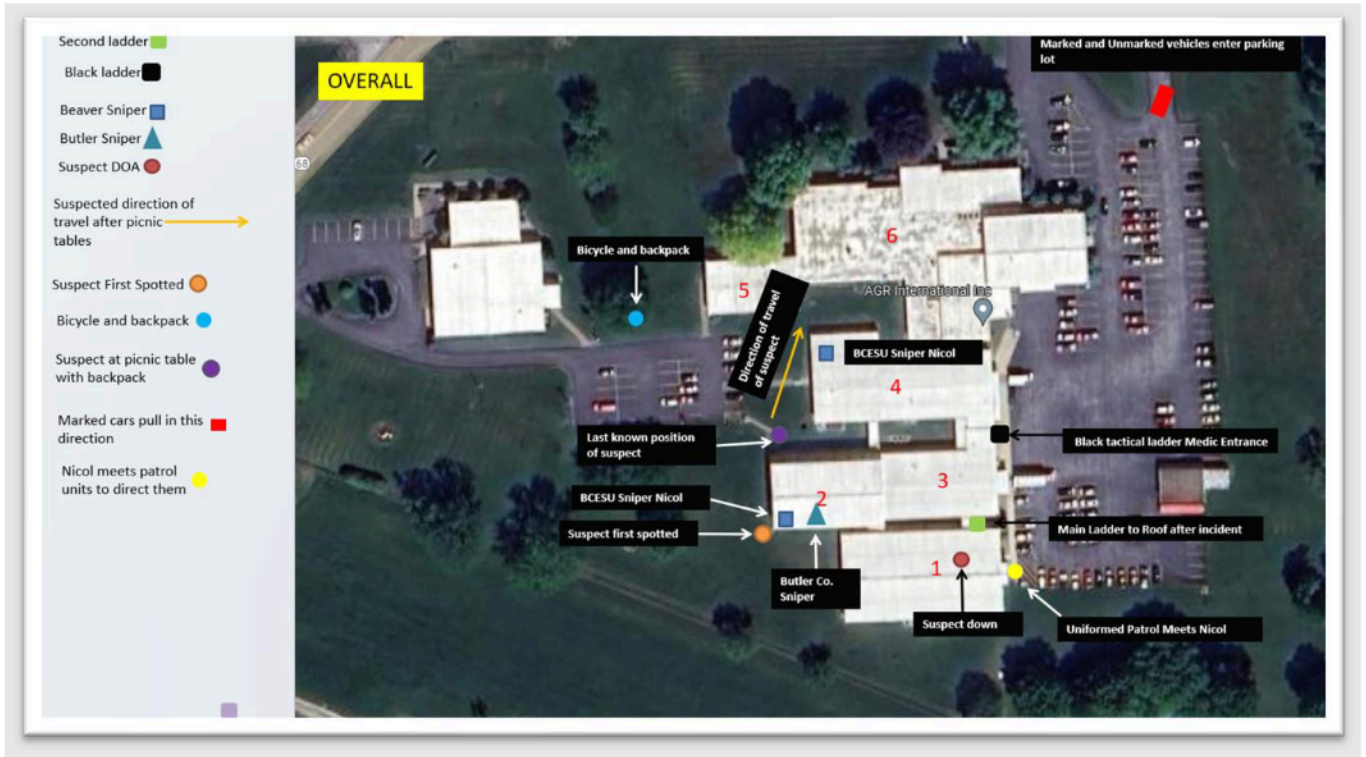 Second ladder
Black ladder
Beaver Sniper
Butler Sniper
Suspect DOA
Suspected direction of
travel after picnic
tables
Suspect First Spotted
Bicycle and backpack
Suspect at picnic table
with backpack
Marked cars pull in this
direction
Nicol meets patrol
units to direct them
OVERALL
68
Marked and Unmarked vehicles enter parking
lot
Bicycle and backpack
6
5
AGR International Inc
Direction of travel
of suspect
BCESU Sniper Nicol
4
Last known position
of suspect
Black tactical ladder Medic Entrance
3
BCESU Sniper Nicol
2
Suspect first spotted
Main Ladder to Roof after incident
Butler Co.
Sniper
1
Suspect down
Uniformed Patrol Meets Nicol